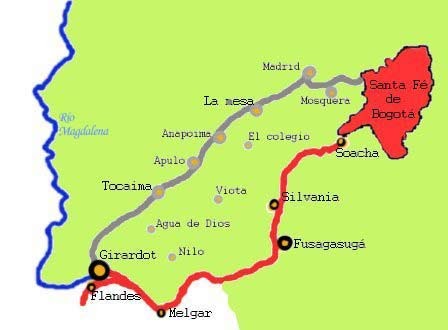 Madrid
Santa Fé
de
Bogotá
La mesa
Mosquera
Río
Magdalena
Anapoima
El colegio
Soacha
Apulo
Tocaima
Viota
Silvania
Agua de Dios
Fusagasugá
Girardot
Nilo
Flandes
Melgar